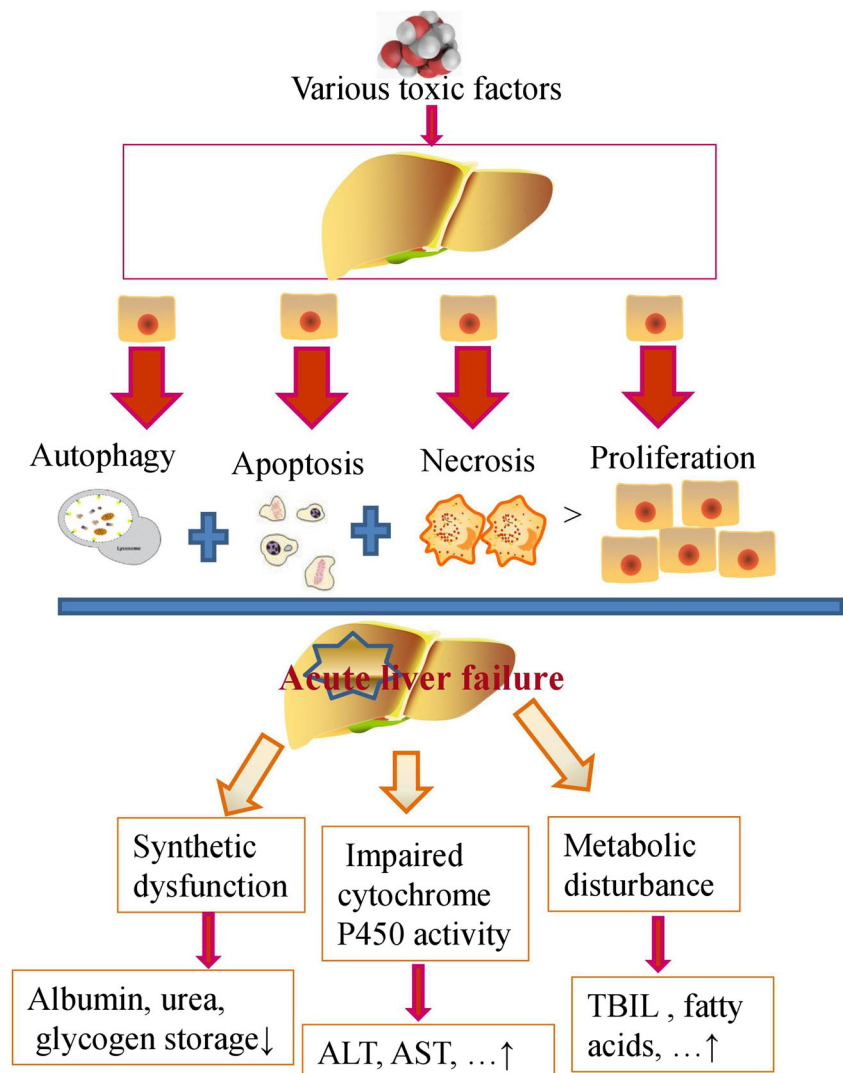 Various toxic factors
Autophagy
Apoptosis
Necrosis
Proliferation
Lysosome
>
Acute liver failure
Synthetic
dysfunction
Impaired
cytochrome
P450 activity
Metabolic
disturbance
Albumin, urea,
glycogen storage↓
ALT, AST, …↑
TBIL , fatty
acids, …↑